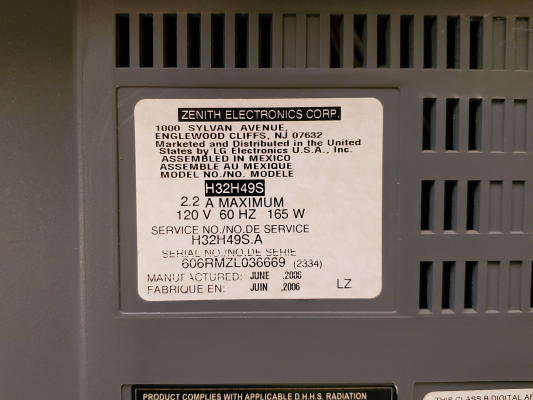 ZENITH ELECTRONICS CORP.
1000 SYLVAN AVENUE,
ENGLEWOOD CLIFFS, NJ 07632
Marketed and Distributed in the United
States by LG Electronics U.S.A., Inc.
ASSEMBLED IN MEXICO
ASSEMBLE AU MEXIQUE
MODEL NO./NO. MODELE
H32H49S
2.2 A MAXIMUM
120 V 60 HZ 165 W
SERVICE NO./NO.DE SERVICE
H32H49S.A
SERIAL NO./NO.DE SERIE
606RMZL036669 (2334)
MANUFACTURED: JUNE ,2006
FABRIQUE EN: JUIN ,2006 LZ
PRODUCT COMPLIES WITH APPLICABLE D.H.H.S. RADIATION
THIS CLASS B DIGITAL